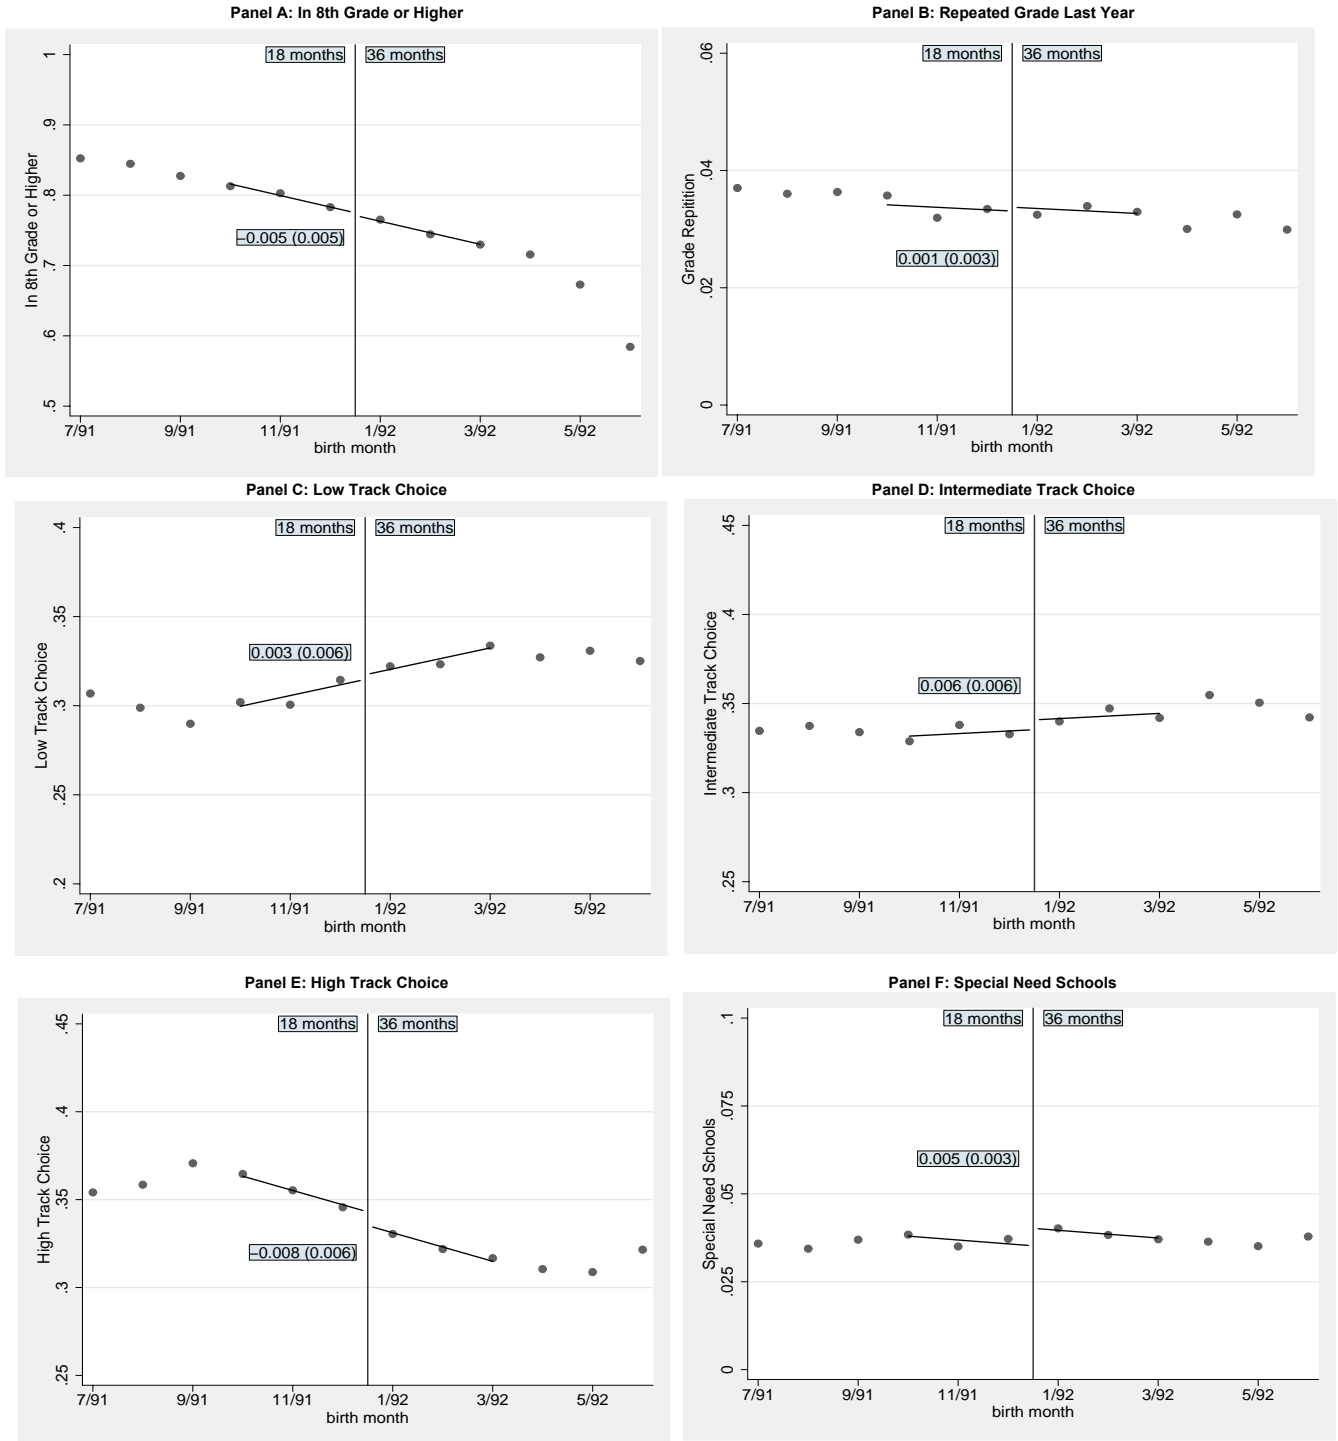 Panel A: In 8th Grade or Higher
18 months 36 months
In 8th Grade or Higher
1
.9
.8
.7
.6
.5
−0.005 (0.005)
7/91 9/91 11/91 1/92 3/92 5/92
birth month
Panel B: Repeated Grade Last Year
18 months 36 months
Grade Repitition
.06
.04
.02
0
0.001 (0.003)
7/91 9/91 11/91 1/92 3/92 5/92
birth month
Panel C: Low Track Choice
18 months 36 months
Low Track Choice
.4
.35
.3
.25
.2
0.003 (0.006)
7/91 9/91 11/91 1/92 3/92 5/92
birth month
Panel D: Intermediate Track Choice
18 months 36 months
Intermediate Track Choice
.45
.4
.35
.3
.25
0.006 (0.006)
7/91 9/91 11/91 1/92 3/92 5/92
birth month
Panel E: High Track Choice
18 months 36 months
High Track Choice
.45
.4
.35
.3
.25
−0.008 (0.006)
7/91 9/91 11/91 1/92 3/92 5/92
birth month
Panel F: Special Need Schools
18 months 36 months
Special Need Schools
.1
.075
.05
.025
0
0.005 (0.003)
7/91 9/91 11/91 1/92 3/92 5/92
birth month